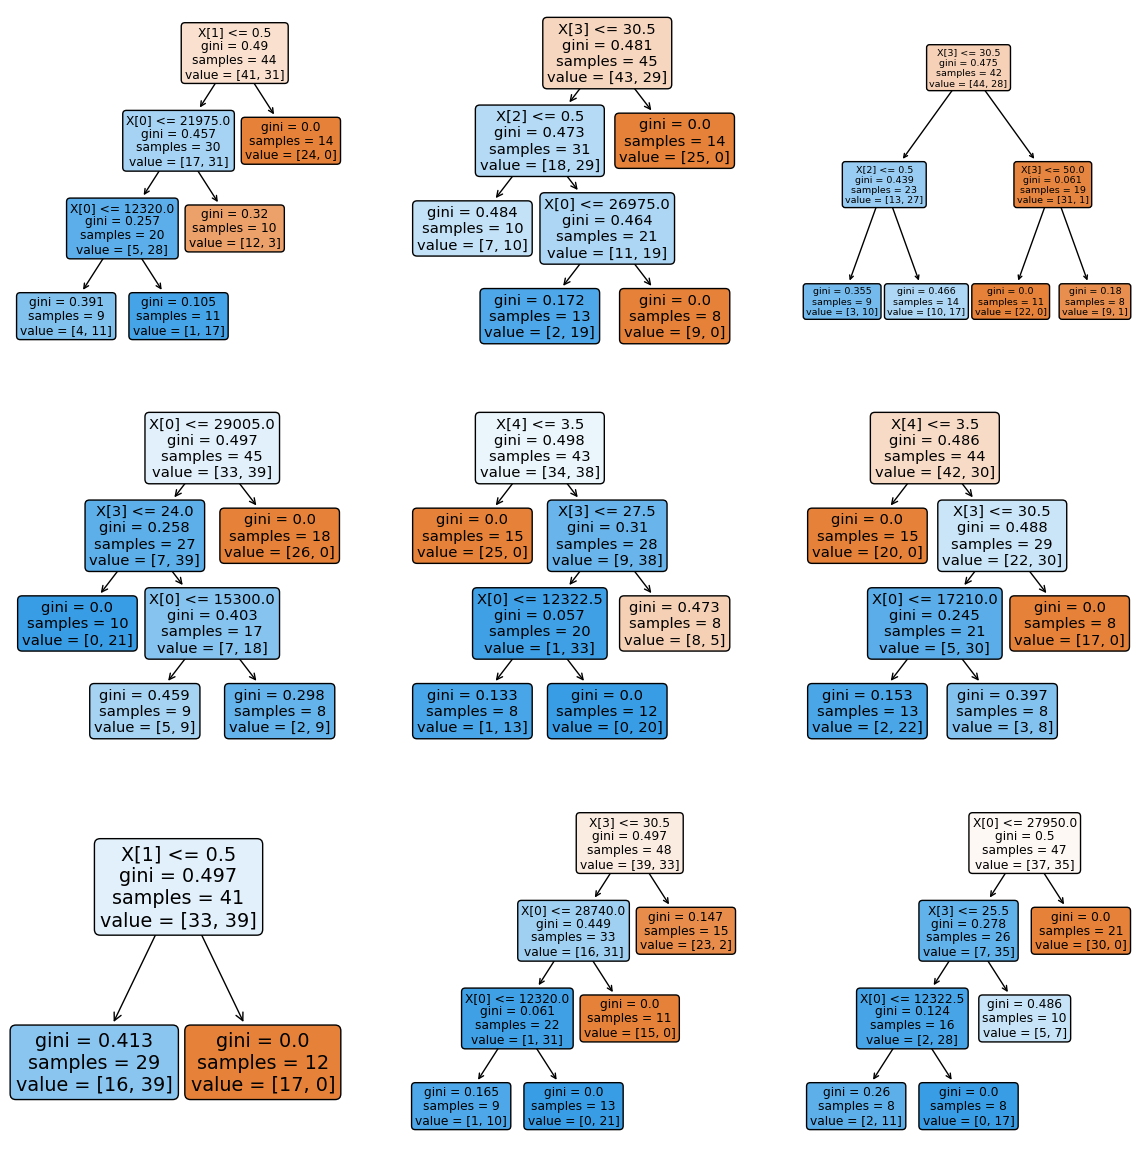 X[1] <= 0.5
gini = 0.49
samples = 44
value = [41, 31]
X[0] <= 21975.0
gini = 0.457
samples = 30
value = [17, 31]
gini = 0.0
samples = 14
value = [24, 0]
X[0] <= 12320.0
gini = 0.257
samples = 20
value = [5, 28]
gini = 0.32
samples = 10
value = [12, 3]
gini = 0.391
samples = 9
value = [4, 11]
gini = 0.105
samples = 11
value = [1, 17]
X[3] <= 30.5
gini = 0.481
samples = 45
value = [43, 29]
X[2] <= 0.5
gini = 0.473
samples = 31
value = [18, 29]
gini = 0.0
samples = 14
value = [25, 0]
gini = 0.484
samples = 10
value = [7, 10]
X[0] <= 26975.0
gini = 0.464
samples = 21
value = [11, 19]
gini = 0.172
samples = 13
value = [2, 19]
gini = 0.0
samples = 8
value = [9, 0]
X[3] <= 30.5
gini = 0.475
samples = 42
value = [44, 28]
X[2] <= 0.5
gini = 0.439
samples = 23
value = [13, 27]
X[3] <= 50.0
gini = 0.061
samples = 19
value = [31, 1]
gini = 0.355
samples = 9
value = [3, 10]
gini = 0.466
samples = 14
value = [10, 17]
gini = 0.0
samples = 11
value = [22, 0]
gini = 0.18
samples = 8
value = [9, 1]
X[0] <= 29005.0
gini = 0.497
samples = 45
value = [33, 39]
X[3] <= 24.0
gini = 0.258
samples = 27
value = [7, 39]
gini = 0.0
samples = 18
value = [26, 0]
gini = 0.0
samples = 10
value = [0, 21]
X[0] <= 15300.0
gini = 0.403
samples = 17
value = [7, 18]
gini = 0.459
samples = 9
value = [5, 9]
gini = 0.298
samples = 8
value = [2, 9]
X[4] <= 3.5
gini = 0.498
samples = 43
value = [34, 38]
gini = 0.0
samples = 15
value = [25, 0]
X[3] <= 27.5
gini = 0.31
samples = 28
value = [9, 38]
X[0] <= 12322.5
gini = 0.057
samples = 20
value = [1, 33]
gini = 0.473
samples = 8
value = [8, 5]
gini = 0.133
samples = 8
value = [1, 13]
gini = 0.0
samples = 12
value = [0, 20]
X[4] <= 3.5
gini = 0.486
samples = 44
value = [42, 30]
gini = 0.0
samples = 15
value = [20, 0]
X[3] <= 30.5
gini = 0.488
samples = 29
value = [22, 30]
X[0] <= 17210.0
gini = 0.245
samples = 21
value = [5, 30]
gini = 0.0
samples = 8
value = [17, 0]
gini = 0.153
samples = 13
value = [2, 22]
gini = 0.397
samples = 8
value = [3, 8]
X[1] <= 0.5
gini = 0.497
samples = 41
value = [33, 39]
gini = 0.413
samples = 29
value = [16, 39]
gini = 0.0
samples = 12
value = [17, 0]
X[3] <= 30.5
gini = 0.497
samples = 48
value = [39, 33]
X[0] <= 28740.0
gini = 0.449
samples = 33
value = [16, 31]
gini = 0.147
samples = 15
value = [23, 2]
X[0] <= 12320.0
gini = 0.061
samples = 22
value = [1, 31]
gini = 0.0
samples = 11
value = [15, 0]
gini = 0.165
samples = 9
value = [1, 10]
gini = 0.0
samples = 13
value = [0, 21]
X[0] <= 27950.0
gini = 0.5
samples = 47
value = [37, 35]
X[3] <= 25.5
gini = 0.278
samples = 26
value = [7, 35]
gini = 0.0
samples = 21
value = [30, 0]
X[0] <= 12322.5
gini = 0.124
samples = 16
value = [2, 28]
gini = 0.486
samples = 10
value = [5, 7]
gini = 0.26
samples = 8
value = [2, 11]
gini = 0.0
samples = 8
value = [0, 17]